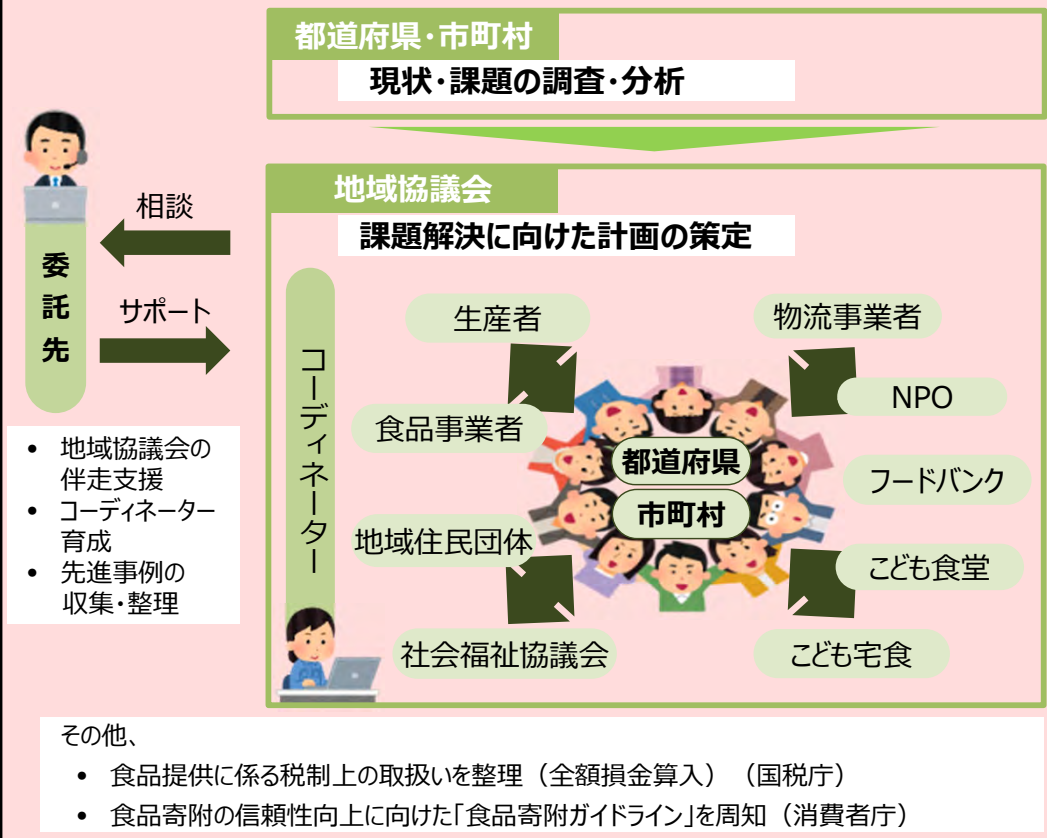 都道府県･市町村
現状･課題の調査･分析
地域協議会
課題解決に向けた計画の策定
相談
サポート
委託先
• 地域協議会の
伴走支援
• コーディネーター
育成
• 先進事例の
収集･整理
コーディネーター
生産者
物流事業者
食品事業者
NPO
都道府県
市町村
フードバンク
地域住民団体
こども食堂
社会福祉協議会
こども宅食
その他、
• 食品提供に係る税制上の取扱いを整理（全額損金算入）（国税庁）
• 食品寄附の信頼性向上に向けた「食品寄附ガイドライン」を周知（消費者庁）